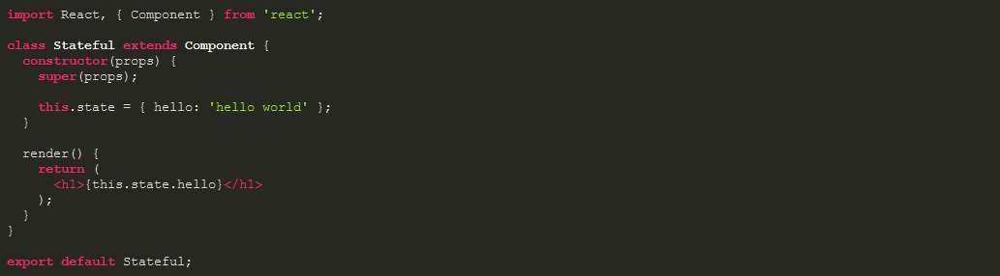 import React, { Component } from 'react';

class Stateful extends Component {
  constructor(props) {
    super(props);

    this.state = { hello: 'hello world' };
  }

  render() {
    return (
      <h1>{this.state.hello}</h1>
    );
  }
}

export default Stateful;